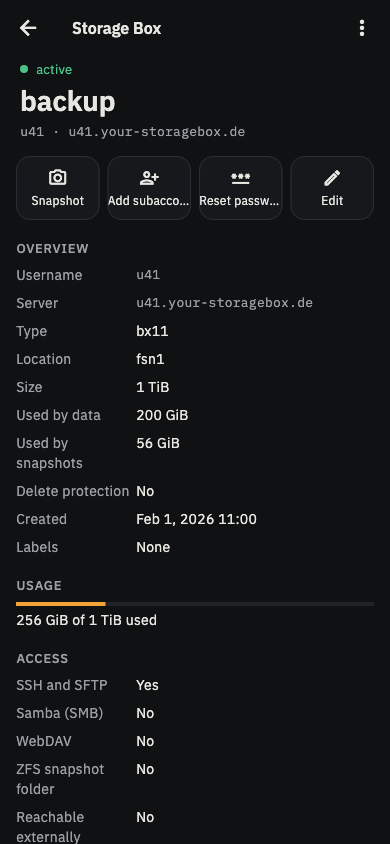 Storage Box
active
backup
u41 · u41.your-storagebox.de
Snapshot
Add subacco...
Reset passw...
Edit
OVERVIEW
Username u41
Server u41.your-storagebox.de
Type bx11
Location fsn1
Size 1 TiB
Used by data 200 GiB
Used by snapshots 56 GiB
Delete protection No
Created Feb 1, 2026 11:00
Labels None
USAGE
256 GiB of 1 TiB used
ACCESS
SSH and SFTP Yes
Samba (SMB) No
WebDAV No
ZFS snapshot folder No
Reachable externally No